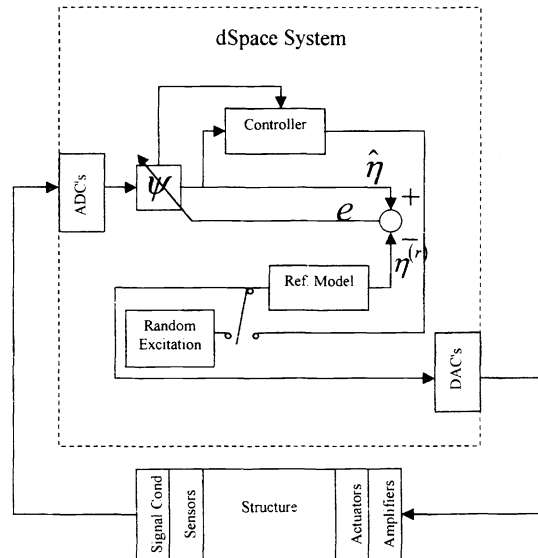 dSpace System
Controller
ADC's
ψ
η̂
+
e
−
η(r)
Ref. Model
Random
Excitation
DAC's
Signal Cond
Sensors
Structure
Actuators
Amplifiers